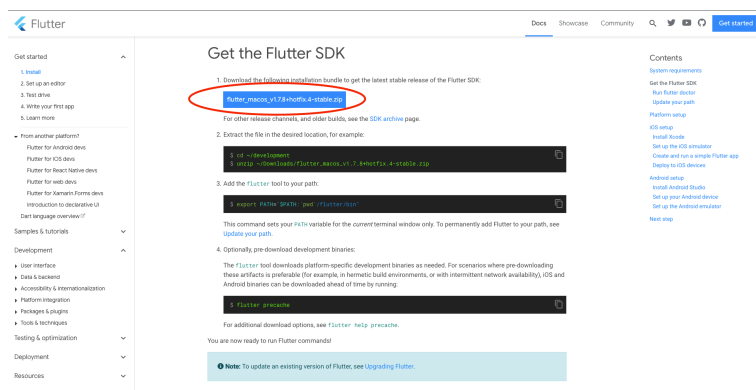 Flutter
Docs Showcase Community Get started
Get started
1. Install
2. Set up an editor
3. Test drive
4. Write your first app
5. Learn more
From another platform?
Flutter for Android devs
Flutter for iOS devs
Flutter for React Native devs
Flutter for web devs
Flutter for Xamarin.Forms devs
Introduction to declarative UI
Dart language overview
Samples & tutorials
Development
User interface
Data & backend
Accessibility & internationalization
Platform integration
Packages & plugins
Tools & techniques
Testing & optimization
Deployment
Resources
Get the Flutter SDK
1. Download the following installation bundle to get the latest stable release of the Flutter SDK:
flutter_macos_v1.7.8+hotfix.4-stable.zip
For other release channels, and older builds, see the SDK archive page.
2. Extract the file in the desired location, for example:
$ cd ~/development
$ unzip ~/Downloads/flutter_macos_v1.7.8+hotfix.4-stable.zip
3. Add the flutter tool to your path:
$ export PATH="$PATH:`pwd`/flutter/bin"
This command sets your PATH variable for the current terminal window only. To permanently add Flutter to your path, see
Update your path.
4. Optionally, pre-download development binaries:
The flutter tool downloads platform-specific development binaries as needed. For scenarios where pre-downloading
these artifacts is preferable (for example, in hermetic build environments, or with intermittent network availability), iOS and
Android binaries can be downloaded ahead of time by running:
$ flutter precache
For additional download options, see flutter help precache.
You are now ready to run Flutter commands!
Note: To update an existing version of Flutter, see Upgrading Flutter.
Contents
System requirements
Get the Flutter SDK
Run flutter doctor
Update your path
Platform setup
iOS setup
Install Xcode
Set up the iOS simulator
Create and run a simple Flutter app
Deploy to iOS devices
Android setup
Install Android Studio
Set up your Android device
Set up the Android emulator
Next step